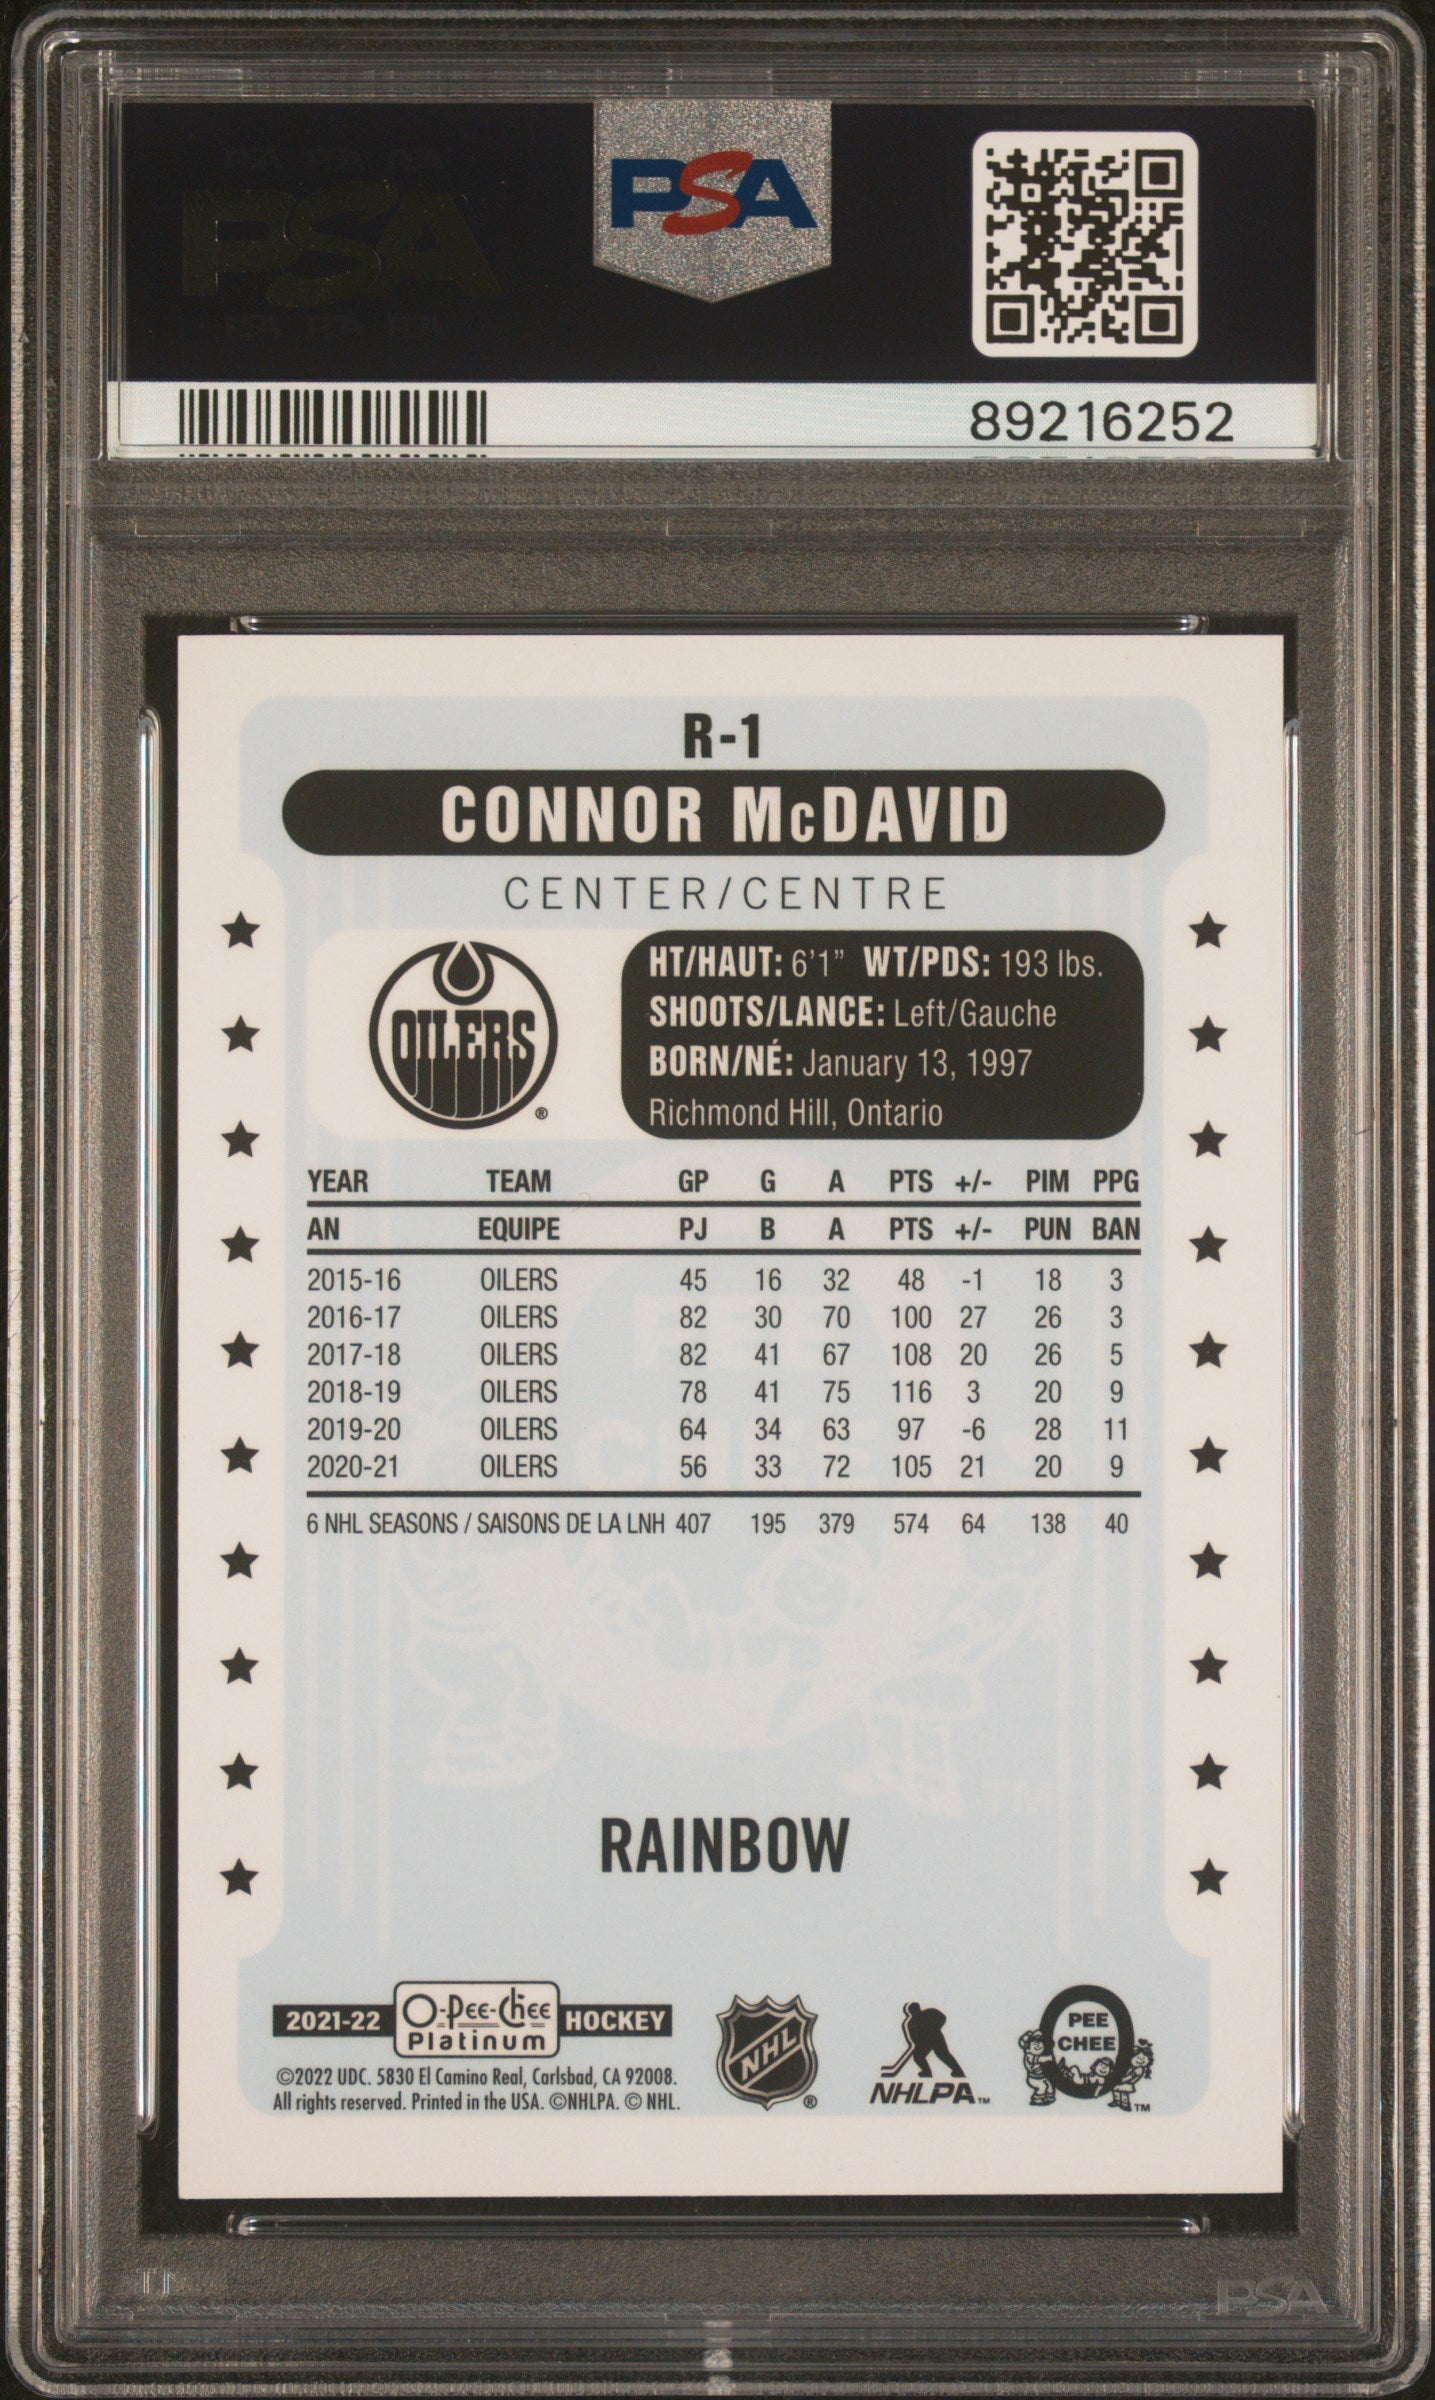 PSA
PSA
89216252
R-1
CONNOR McDAVID
CENTER/CENTRE
OILERS ®
HT/HAUT: 6'1" WT/PDS: 193 lbs.
SHOOTS/LANCE: Left/Gauche
BORN/NÉ: January 13, 1997
Richmond Hill, Ontario
YEAR TEAM GP G A PTS +/- PIM PPG
AN EQUIPE PJ B A PTS +/- PUN BAN
2015-16 OILERS 45 16 32 48 -1 18 3
2016-17 OILERS 82 30 70 100 27 26 3
2017-18 OILERS 82 41 67 108 20 26 5
2018-19 OILERS 78 41 75 116 3 20 9
2019-20 OILERS 64 34 63 97 -6 28 11
2020-21 OILERS 56 33 72 105 21 20 9
6 NHL SEASONS / SAISONS DE LA LNH 407 195 379 574 64 138 40
RAINBOW
2021-22 O-Pee-Chee Platinum HOCKEY
©2022 UDC. 5830 El Camino Real, Carlsbad, CA 92008.
All rights reserved. Printed in the USA. ©NHLPA. © NHL.
NHL ®
NHLPA™
O PEE CHEE ™
PSA